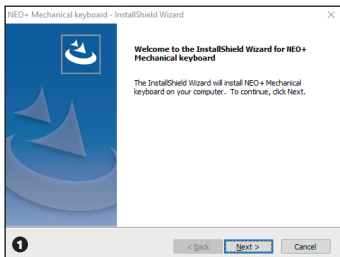 NEO+ Mechanical keyboard - InstallShield Wizard
Welcome to the InstallShield Wizard for NEO+
Mechanical keyboard
The InstallShield Wizard will install NEO+ Mechanical
keyboard on your computer. To continue, click Next.
1
< Back Next > Cancel